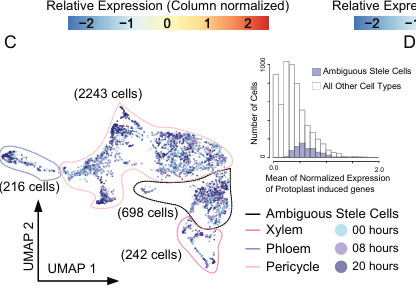 Relative Expression (Column normalized)
Relative Expre
−2 −1 0 1 2
−2 −1
C
D
(2243 cells)
(216 cells)
(698 cells)
(242 cells)
UMAP 2
UMAP 1
1000
0
Number of Cells
Ambiguous Stele Cells
All Other Cell Types
0.0 2.0
Mean of Normalized Expression
of Protoplast induced genes
Ambiguous Stele Cells
Xylem 00 hours
Phloem 08 hours
Pericycle 20 hours